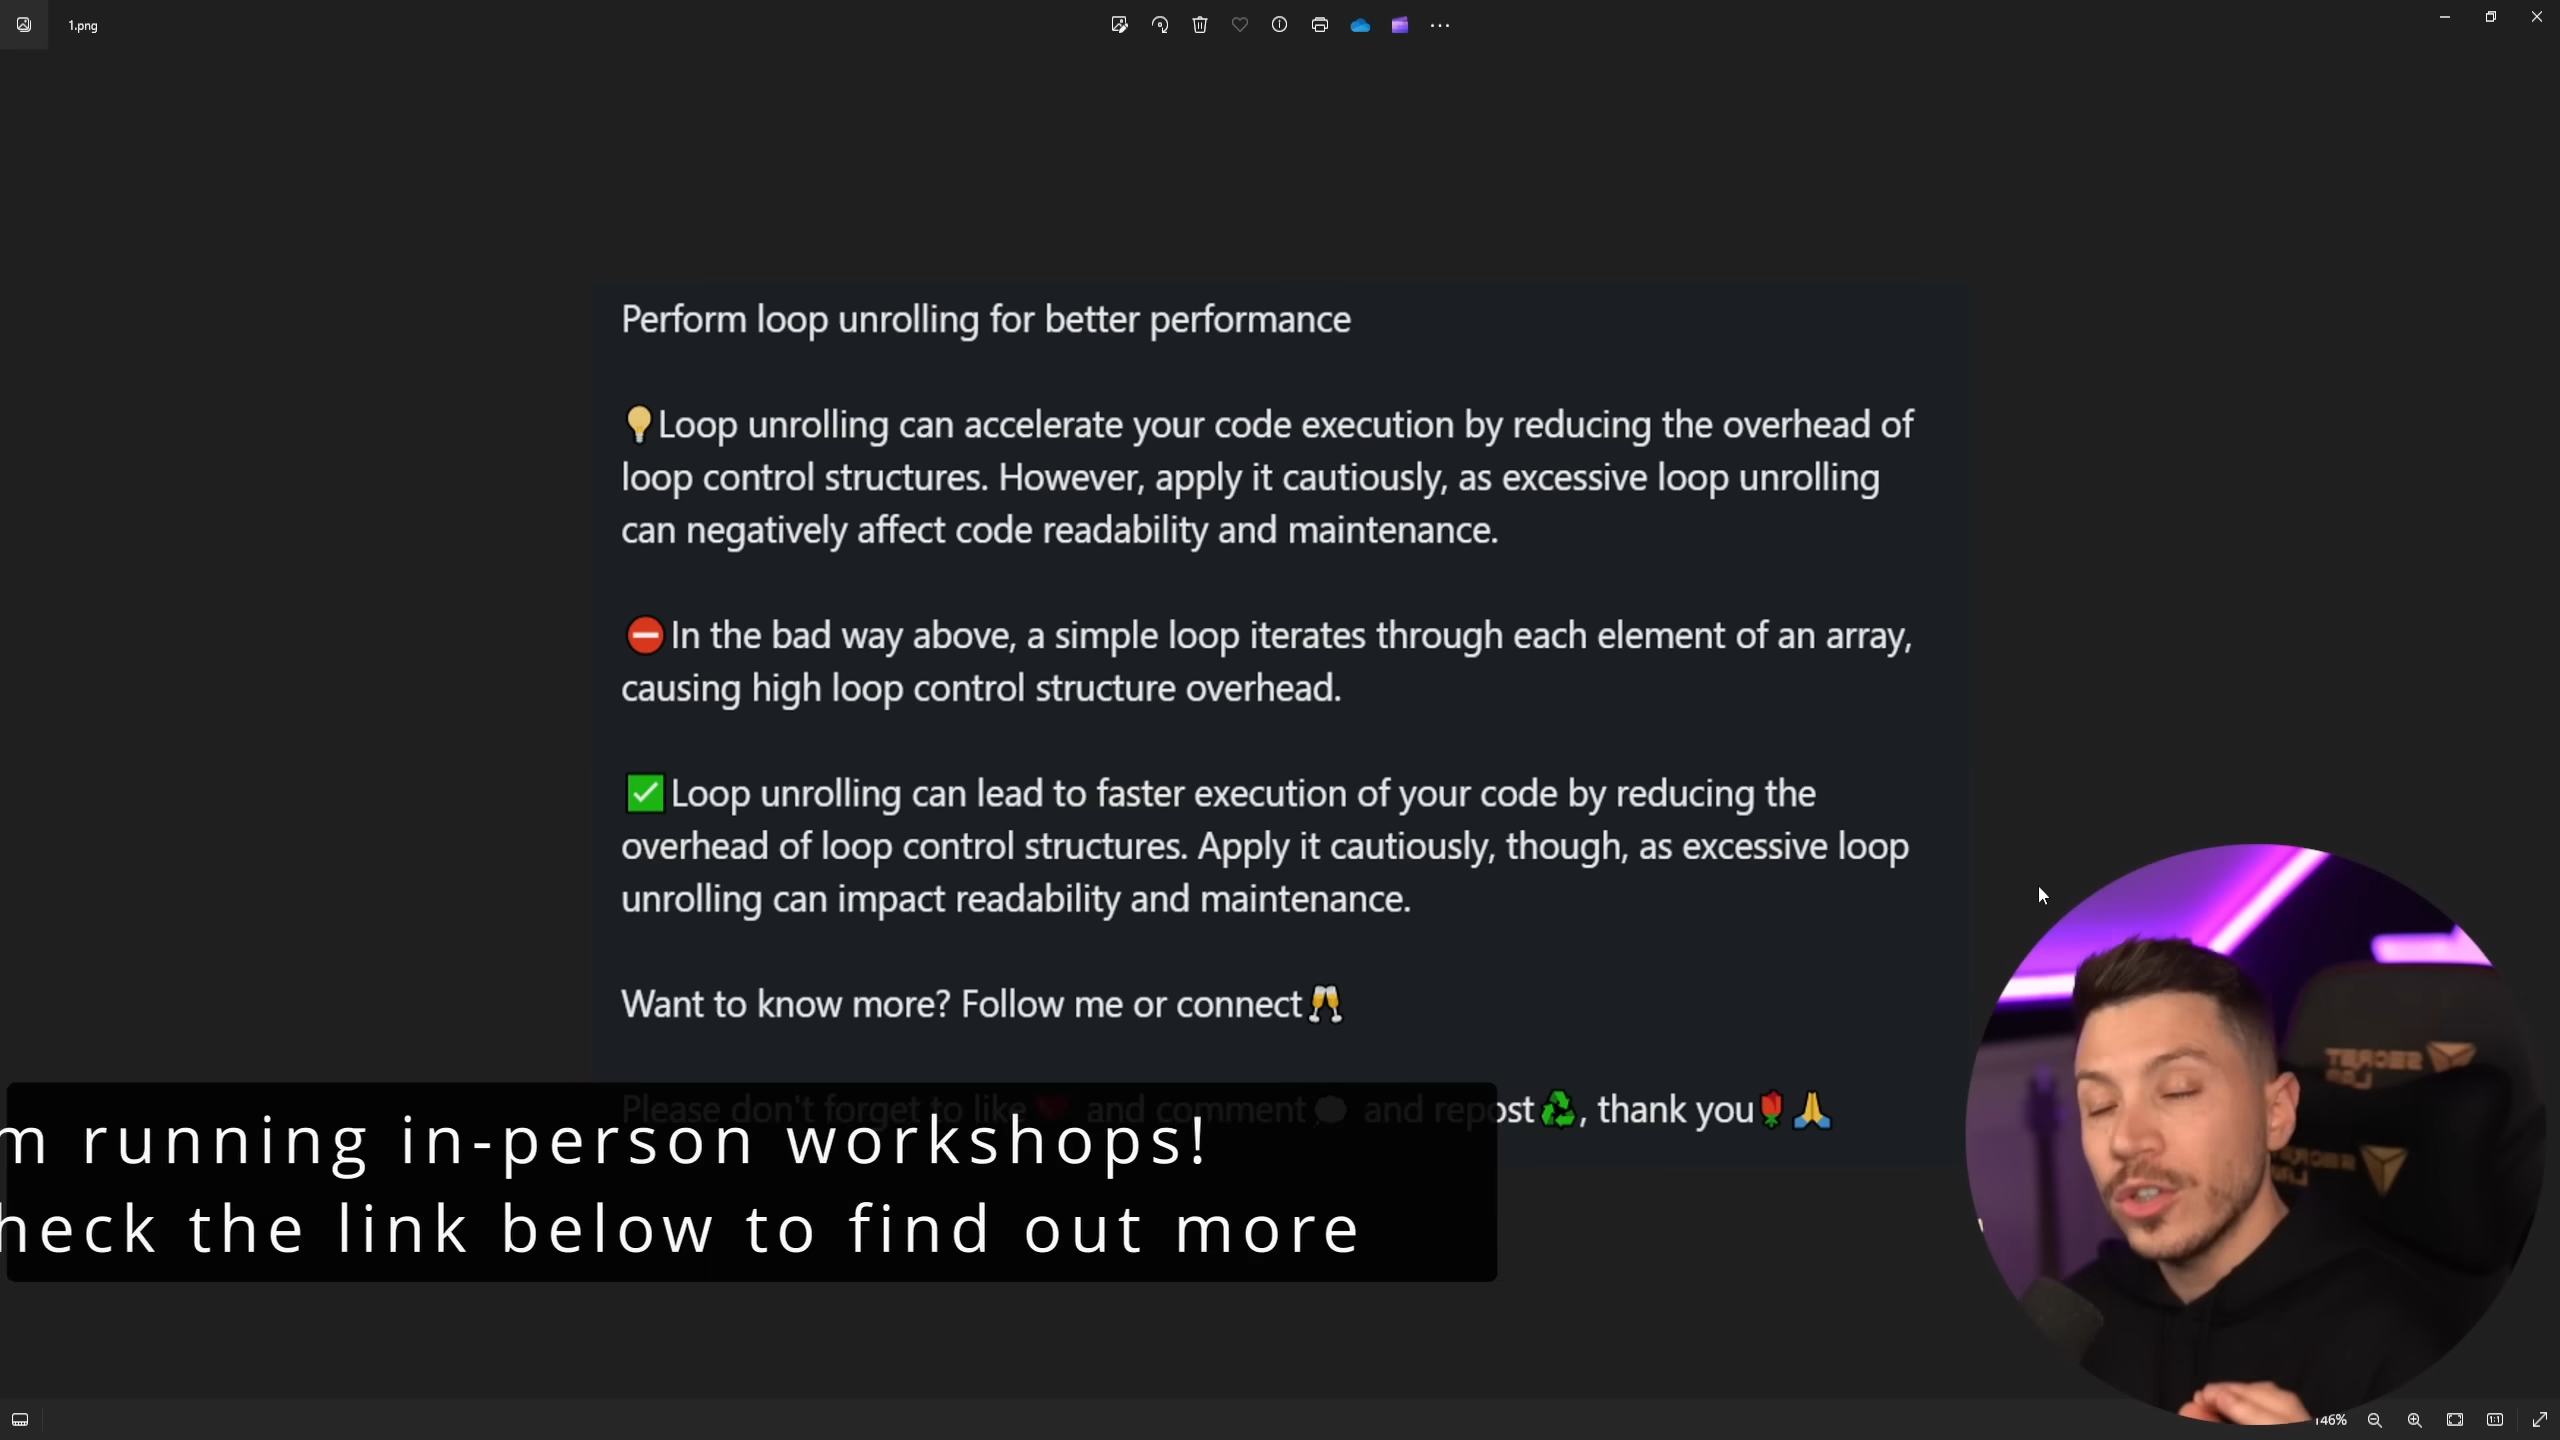 1.png
Perform loop unrolling for better performance
💡Loop unrolling can accelerate your code execution by reducing the overhead of
loop control structures. However, apply it cautiously, as excessive loop unrolling
can negatively affect code readability and maintenance.
⛔In the bad way above, a simple loop iterates through each element of an array,
causing high loop control structure overhead.
✅Loop unrolling can lead to faster execution of your code by reducing the
overhead of loop control structures. Apply it cautiously, though, as excessive loop
unrolling can impact readability and maintenance.
Want to know more? Follow me or connect🥂
Please don't forget to like❤️ and comment💬 and repost♻️, thank you🌹🙏
m running in-person workshops!
heck the link below to find out more
SECRET
LAB
146%